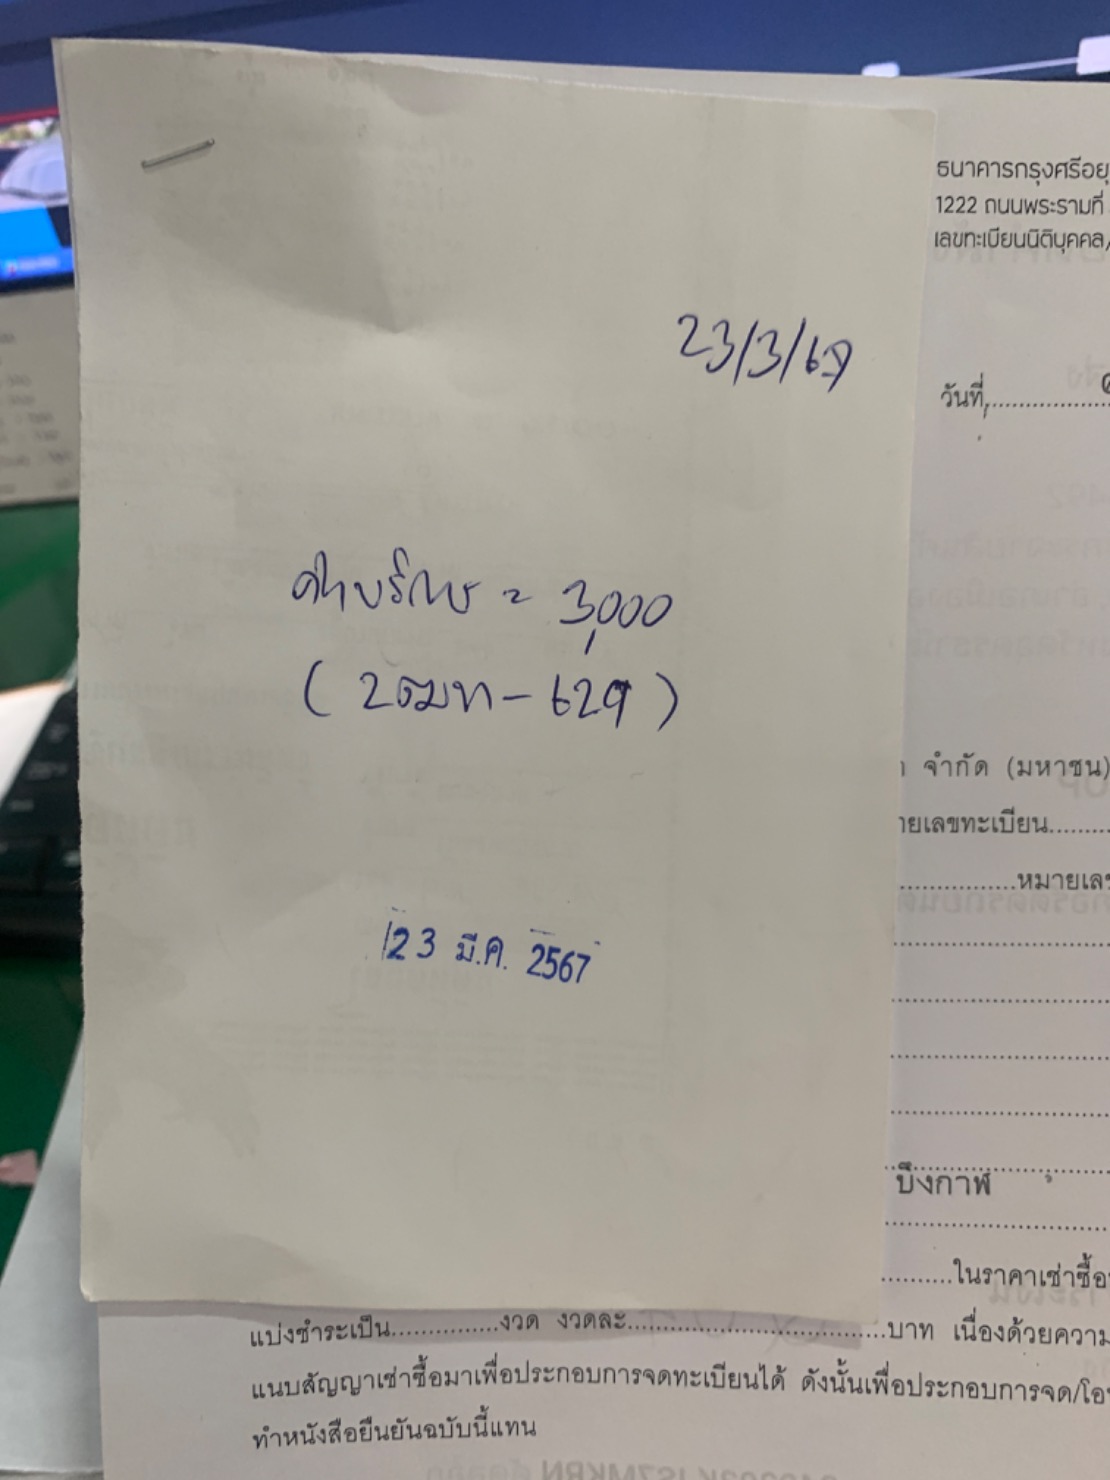 ธนาคารกรุงศรีอยุ
1222 ถนนพระรามที่
เลขทะเบียนนิติบุคคล/
23/3/67
วันที่
ค่าบริการ = 3,000
(2ฒท-629)
จำกัด (มหาชน)
ายเลขทะเบียน
หมายเลข
23 มี.ค. 2567
บึงกาฬ
ในราคาเช่าซื้อ
แบ่งชำระเป็น..............งวด งวดละ..................................บาท เนื่องด้วยความ
แนบสัญญาเช่าซื้อมาเพื่อประกอบการจดทะเบียนได้ ดังนั้นเพื่อประกอบการจด/โอ
ทำหนังสือยืนยันฉบับนี้แทน